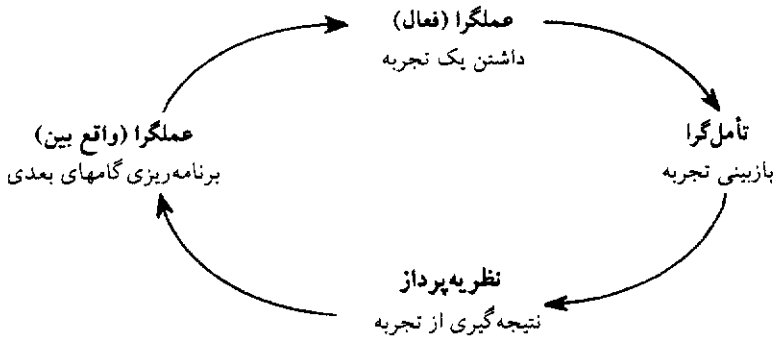 عملگرا (فعال)
داشتن یک تجربه
تأمل‌گرا
بازبینی تجربه
عملگرا (واقع بین)
برنامه‌ریزی گامهای بعدی
نظریه‌پرداز
نتیجه‌گیری از تجربه